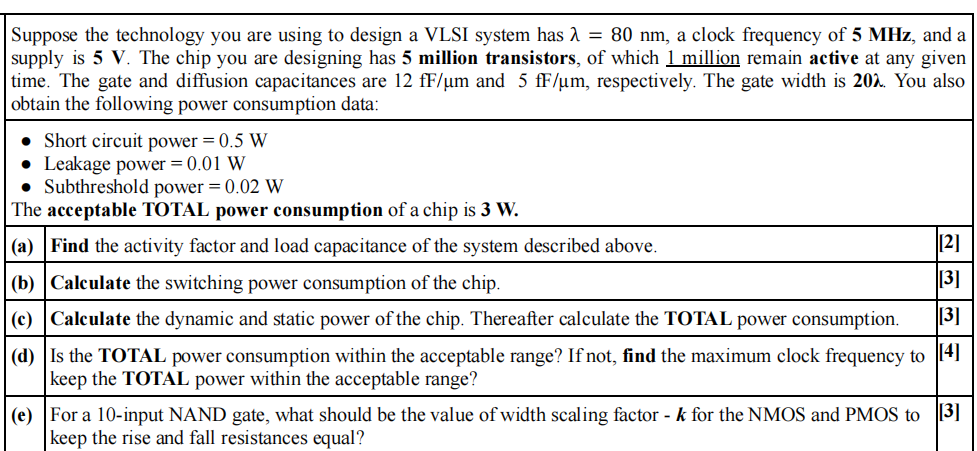 Suppose the technology you are using to design a VLSI system has λ = 80 nm, a clock frequency of 5 MHz, and a
supply is 5 V. The chip you are designing has 5 million transistors, of which 1 million remain active at any given
time. The gate and diffusion capacitances are 12 fF/μm and 5 fF/μm, respectively. The gate width is 20λ. You also
obtain the following power consumption data:
● Short circuit power = 0.5 W
● Leakage power = 0.01 W
● Subthreshold power = 0.02 W
The acceptable TOTAL power consumption of a chip is 3 W.
(a) Find the activity factor and load capacitance of the system described above. [2]
(b) Calculate the switching power consumption of the chip. [3]
(c) Calculate the dynamic and static power of the chip. Thereafter calculate the TOTAL power consumption. [3]
(d) Is the TOTAL power consumption within the acceptable range? If not, find the maximum clock frequency to [4]
keep the TOTAL power within the acceptable range?
(e) For a 10-input NAND gate, what should be the value of width scaling factor - k for the NMOS and PMOS to [3]
keep the rise and fall resistances equal?